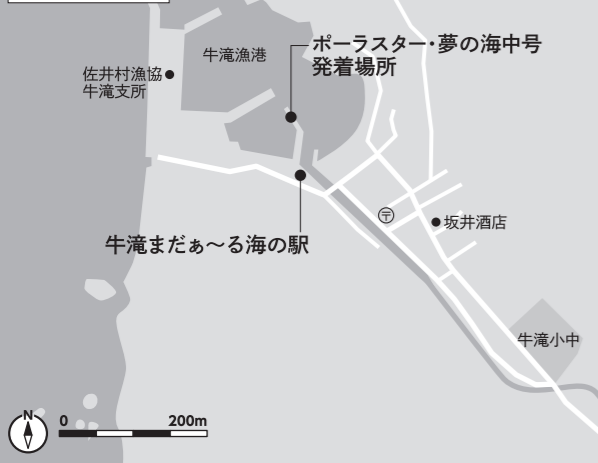 ポーラスター・夢の海中号
発着場所
牛滝漁港
佐井村漁協
牛滝支所
〒
坂井酒店
牛滝まだぁ～る海の駅
牛滝小中
N
0 200m